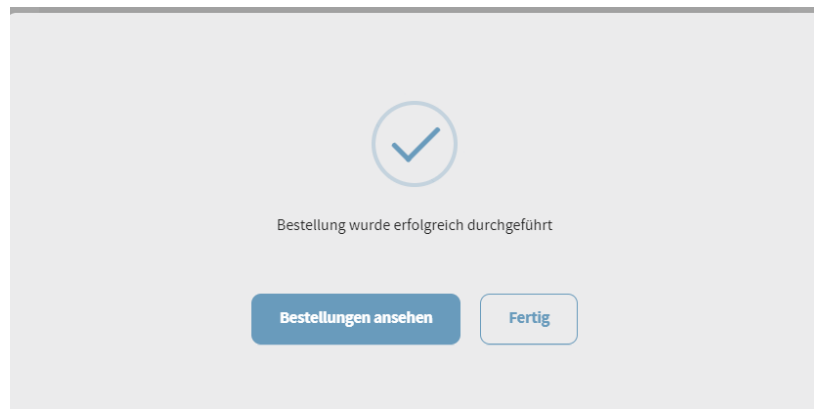 Bestellung wurde erfolgreich durchgeführt
Bestellungen ansehen Fertig